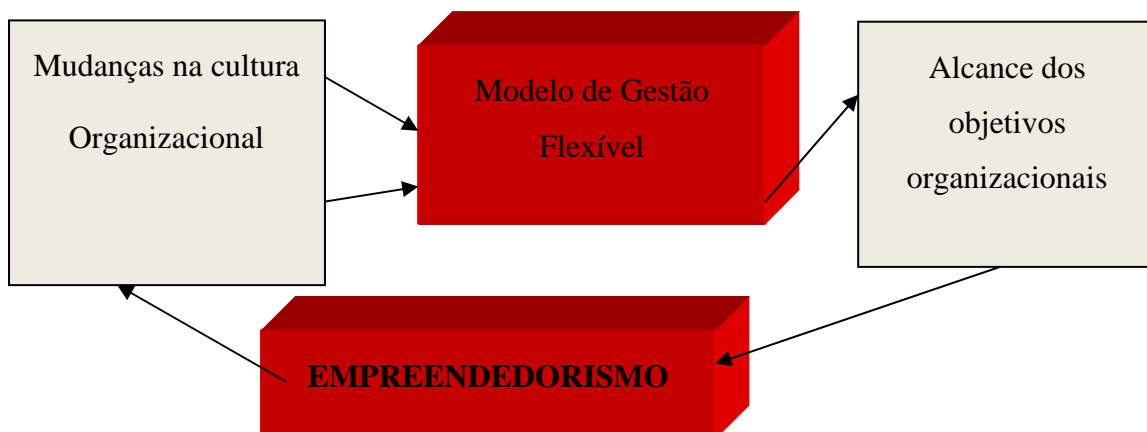 Mudanças na cultura
Organizacional
Modelo de Gestão
Flexível
Alcance dos
objetivos
organizacionais
EMPREENDEDORISMO